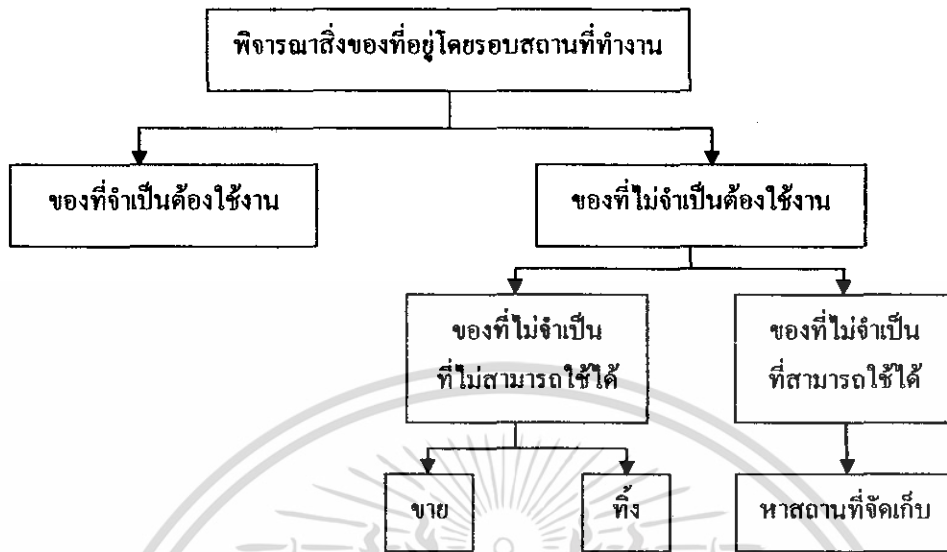 พิจารณาสิ่งของที่อยู่โดยรอบสถานที่ทำงาน
ของที่จำเป็นต้องใช้งาน
ของที่ไม่จำเป็นต้องใช้งาน
ของที่ไม่จำเป็น
ที่ไม่สามารถใช้ได้
ของที่ไม่จำเป็น
ที่สามารถใช้ได้
ขาย
ทิ้ง
หาสถานที่จัดเก็บ